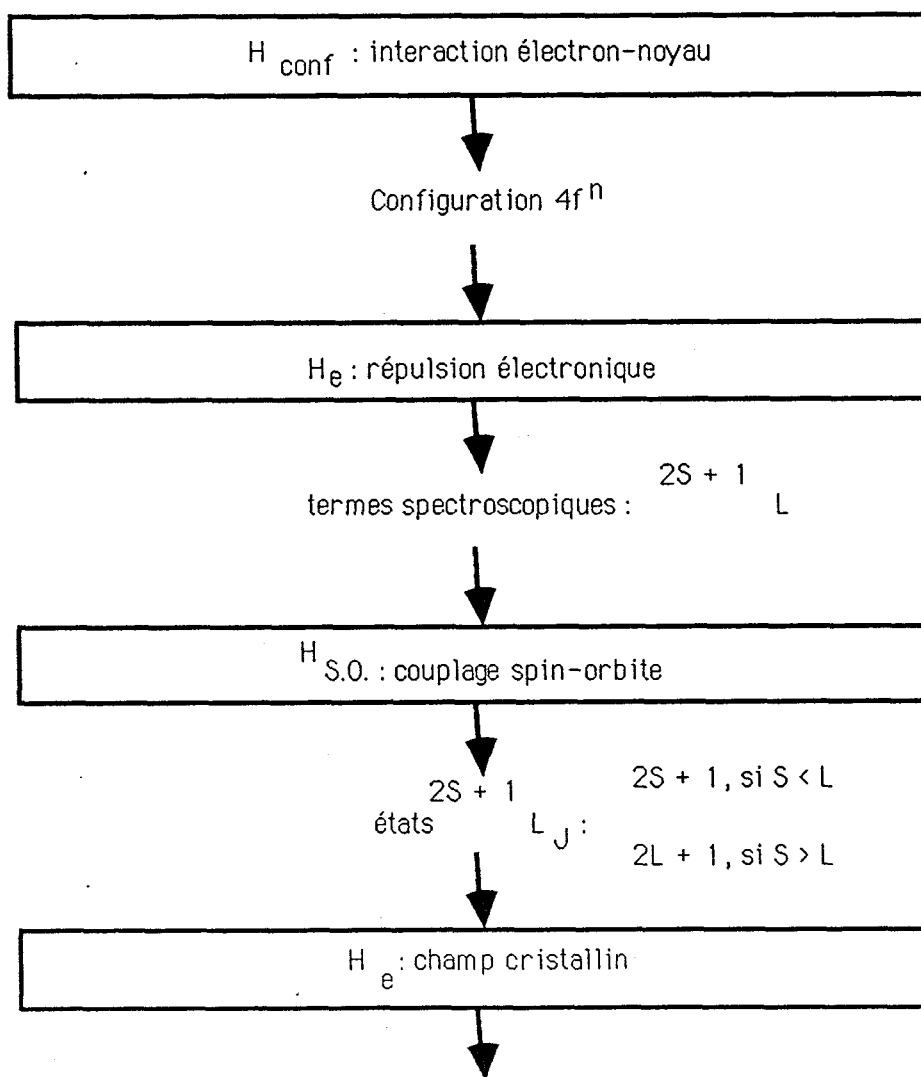 H conf : interaction électron-noyau
Configuration 4f n
H e : répulsion électronique
termes spectroscopiques : 2S + 1 L
H S.O. : couplage spin-orbite
états 2S + 1 L J : 2S + 1, si S < L
2L + 1, si S > L
H e : champ cristallin